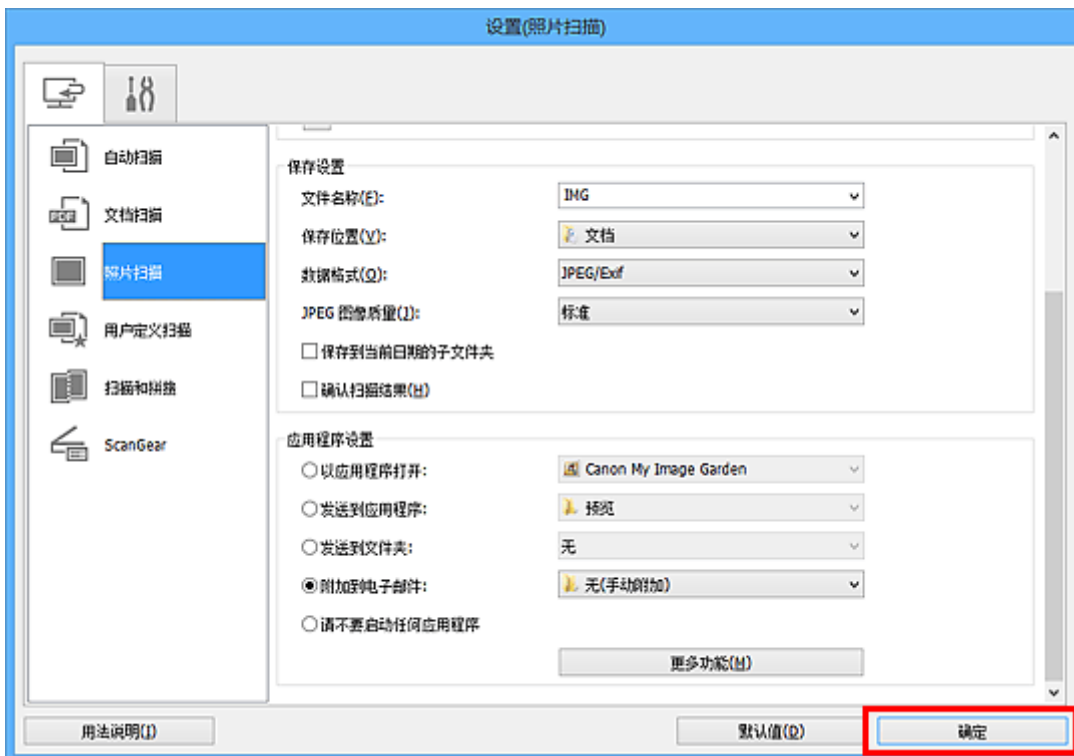 设置(照片扫描)
自动扫描
PDF
文档扫描
照片扫描
用户定义扫描
扫描和拼接
ScanGear
保存设置
文件名称(F): IMG
保存位置(V): 文档
数据格式(O): JPEG/Exif
JPEG 图像质量(J): 标准
保存到当前日期的子文件夹
确认扫描结果(H)
应用程序设置
以应用程序打开: Canon My Image Garden
发送到应用程序: 预览
发送到文件夹: 无
附加到电子邮件: 无(手动附加)
请不要启动任何应用程序
更多功能(M)
用法说明(I) 默认值(D) 确定